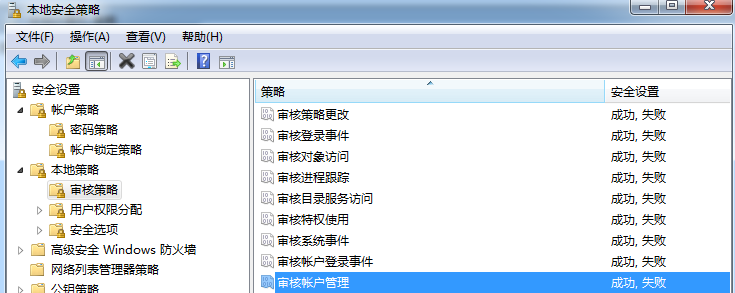 本地安全策略
文件(F) 操作(A) 查看(V) 帮助(H)
安全设置
帐户策略
密码策略
帐户锁定策略
本地策略
审核策略
用户权限分配
安全选项
高级安全 Windows 防火墙
网络列表管理器策略
公钥策略
策略 安全设置
审核策略更改 成功, 失败
审核登录事件 成功, 失败
审核对象访问 成功, 失败
审核进程跟踪 成功, 失败
审核目录服务访问 成功, 失败
审核特权使用 成功, 失败
审核系统事件 成功, 失败
审核帐户登录事件 成功, 失败
审核帐户管理 成功, 失败